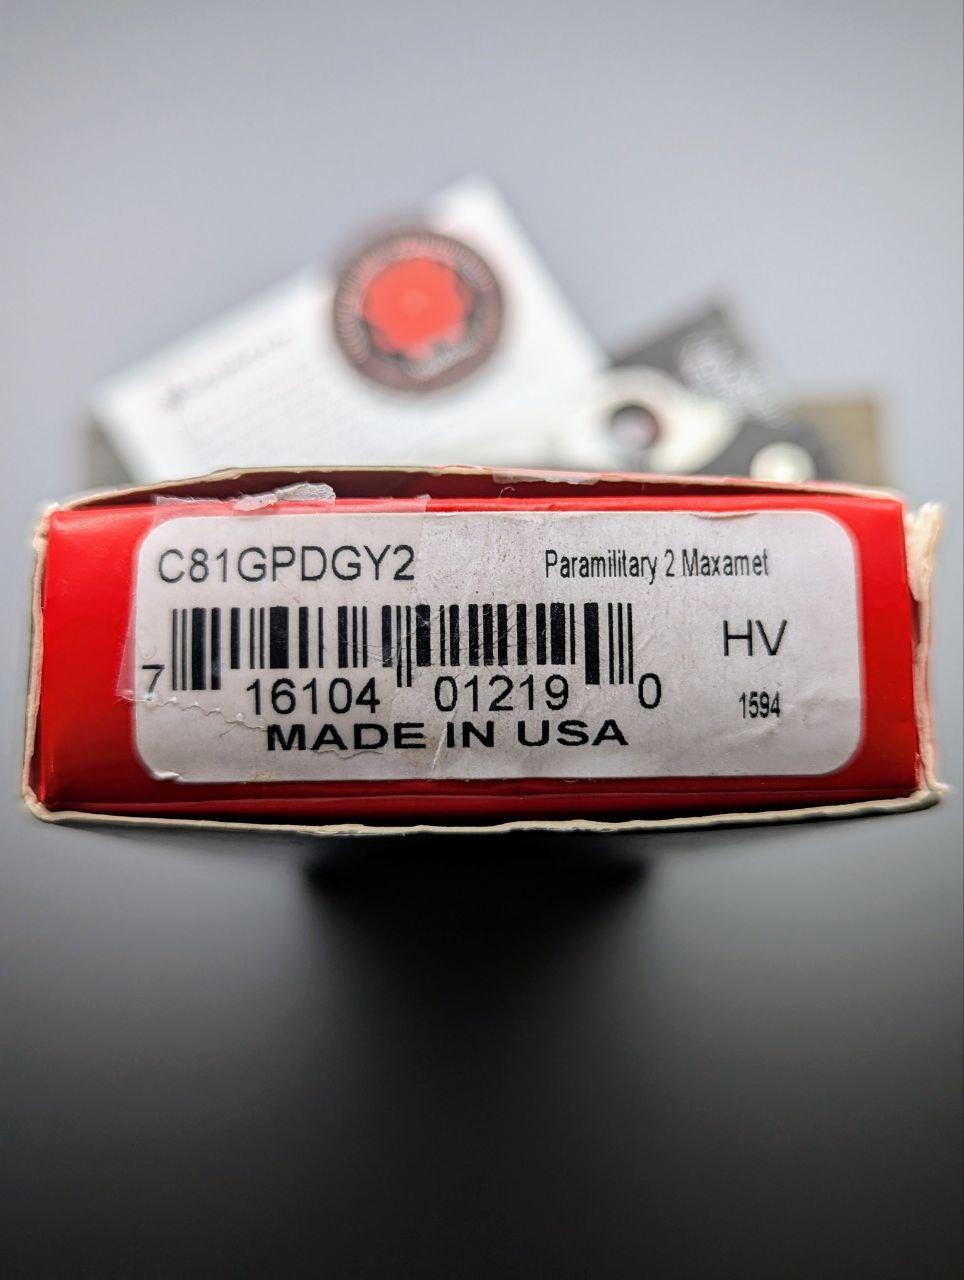 C81GPDGY2 Paramilitary 2 Maxamet
HV
7 16104 01219 0
1594
MADE IN USA